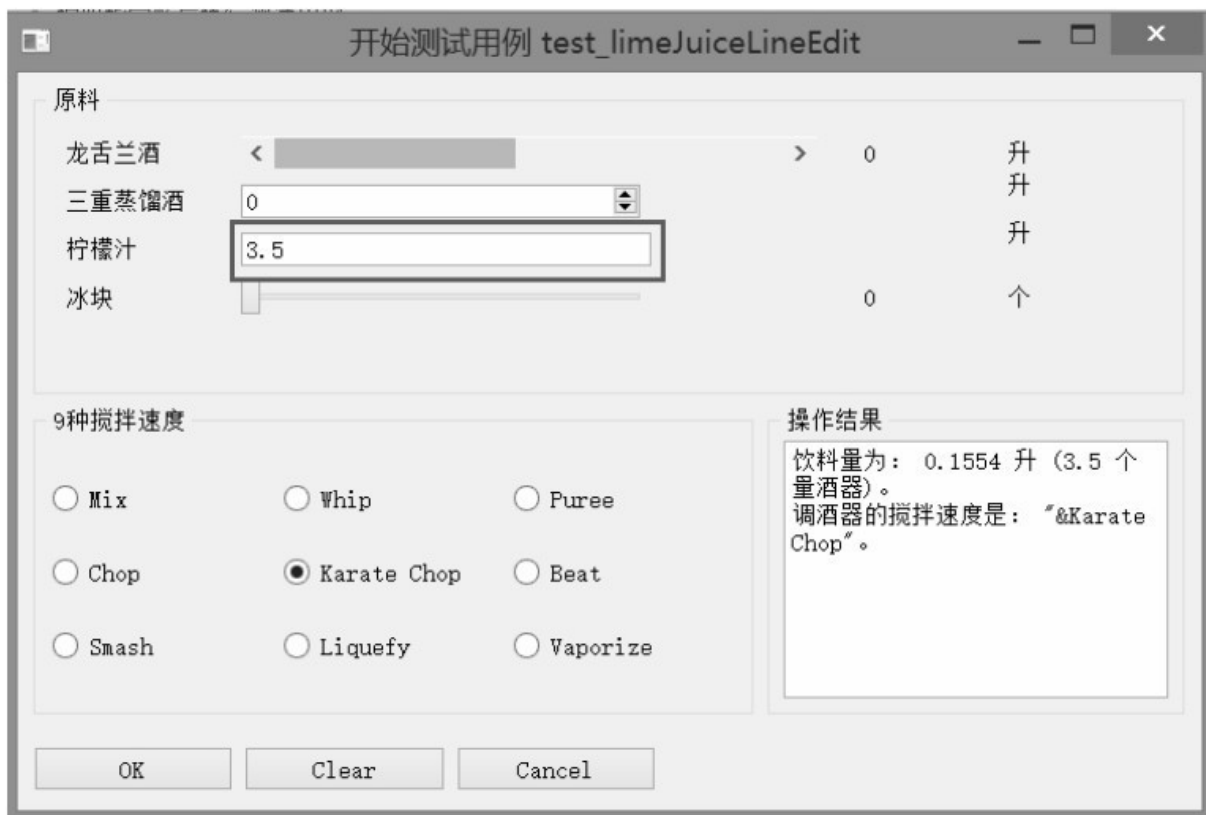 开始测试用例 test_limeJuiceLineEdit
原料
龙舌兰酒 0 升
三重蒸馏酒 0 升
柠檬汁 3.5 升
冰块 0 个
9种搅拌速度
Mix Whip Puree
Chop Karate Chop Beat
Smash Liquefy Vaporize
操作结果
饮料量为: 0.1554 升 (3.5 个
量酒器)。
调酒器的搅拌速度是: "&Karate
Chop"。
OK Clear Cancel